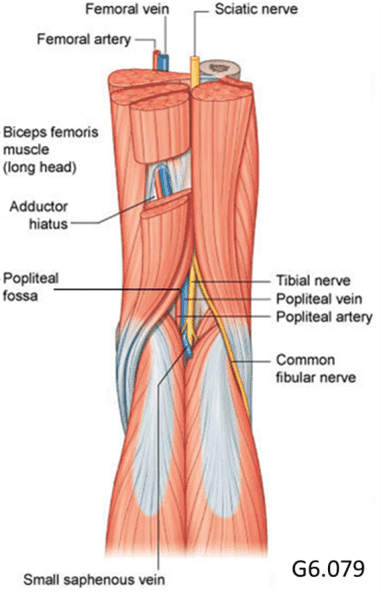 Femoral vein
Sciatic nerve
Femoral artery
Biceps femoris
muscle
(long head)
Adductor
hiatus
Popliteal
fossa
Tibial nerve
Popliteal vein
Popliteal artery
Common
fibular nerve
Small saphenous vein
G6.079